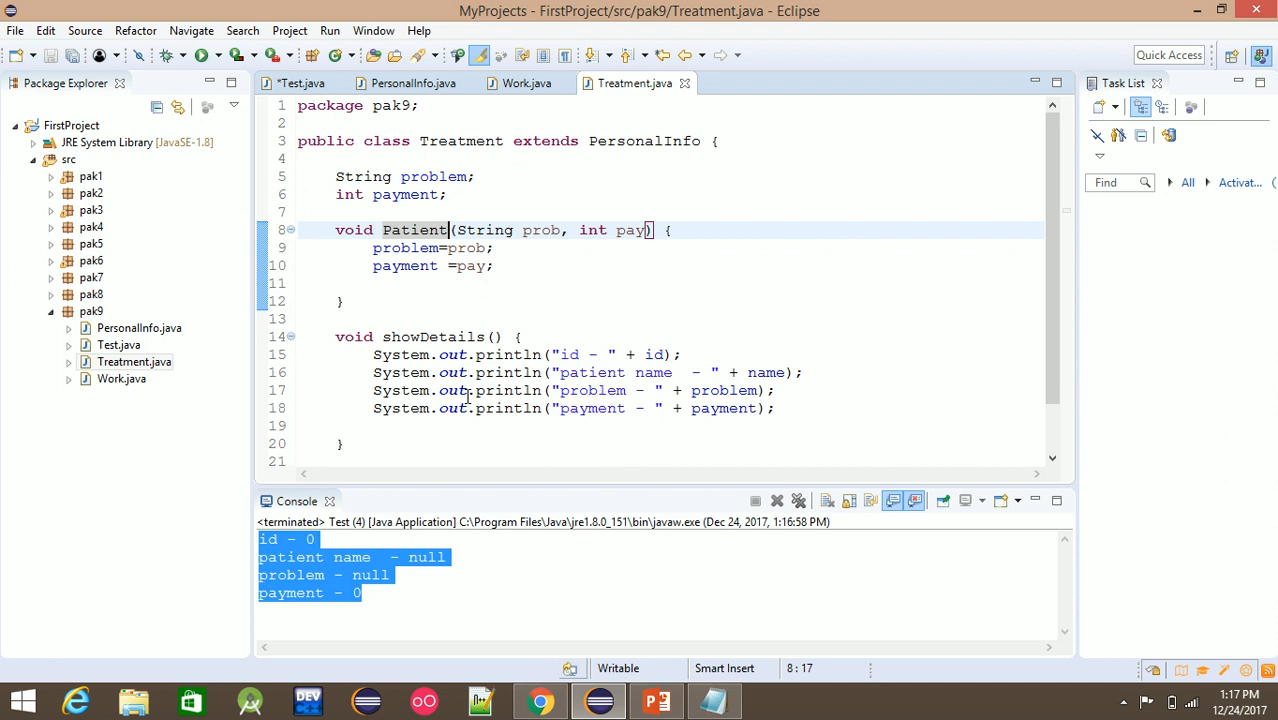 MyProjects - FirstProject/src/pak9/Treatment.java - Eclipse
File Edit Source Refactor Navigate Search Project Run Window Help
Quick Access
Package Explorer
*Test.java PersonalInfo.java Work.java Treatment.java
Task List
FirstProject
JRE System Library [JavaSE-1.8]
src
pak1
pak2
pak3
pak4
pak5
pak6
pak7
pak8
pak9
PersonalInfo.java
Test.java
Treatment.java
Work.java
1 package pak9;
2
3 public class Treatment extends PersonalInfo {
4
5 String problem;
6 int payment;
7
8 void Patient(String prob, int pay) {
9 problem=prob;
10 payment =pay;
11
12 }
13
14 void showDetails() {
15 System.out.println("id - " + id);
16 System.out.println("patient name  - " + name);
17 System.out.println("problem - " + problem);
18 System.out.println("payment - " + payment);
19
20 }
21
Find All Activat...
Console
<terminated> Test (4) [Java Application] C:\Program Files\Java\jre1.8.0_151\bin\javaw.exe (Dec 24, 2017, 1:16:58 PM)
id - 0
patient name  - null
problem - null
payment - 0
Writable Smart Insert 8 : 17
DEV
1:17 PM
12/24/2017